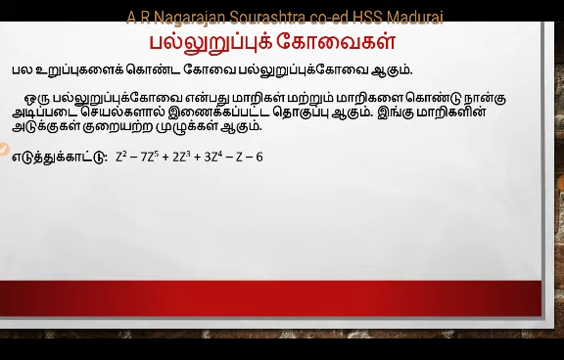 A R Nagarajan Sourashtra co-ed HSS Madurai
பல்லுறுப்புக் கோவைகள்
பல உறுப்புகளைக் கொண்ட கோவை பல்லுறுப்புக்கோவை ஆகும்.
ஒரு பல்லுறுப்புக்கோவை என்பது மாறிகள் மற்றும் மாறிகளை கொண்டு நான்கு
அடிப்படை செயல்களால் இணைக்கப்பட்ட தொகுப்பு ஆகும். இங்கு மாறிகளின்
அடுக்குகள் குறையற்ற முழுக்கள் ஆகும்.
எடுத்துக்காட்டு: Z² – 7Z⁵ + 2Z³ + 3Z⁴ – Z – 6